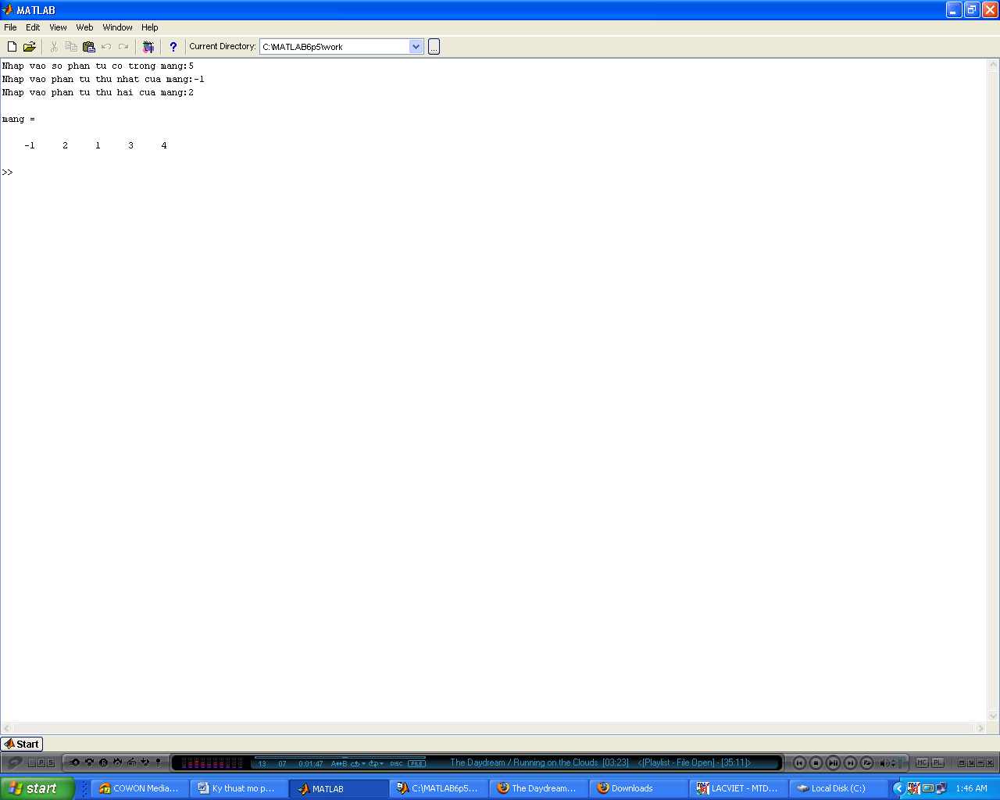 MATLAB
File Edit View Web Window Help
Current Directory: C:\MATLAB6p5\work ...
Nhap vao so phan tu co trong mang:5
Nhap vao phan tu thu nhat cua mang:-1
Nhap vao phan tu thu hai cua mang:2
mang =
-1 2 1 3 4
>>
Start
P S R 13 07 0:01:47 A↔B DISC FILE The Daydream / Running on the Clouds [03:23] <[Playlist - File Open] - [35:11]> MC PL
start COWON Media... Ky thuat mo p... MATLAB C:\MATLAB6p5... The Daydream... Downloads LACVIET - MTD... Local Disk (C:) 1:46 AM